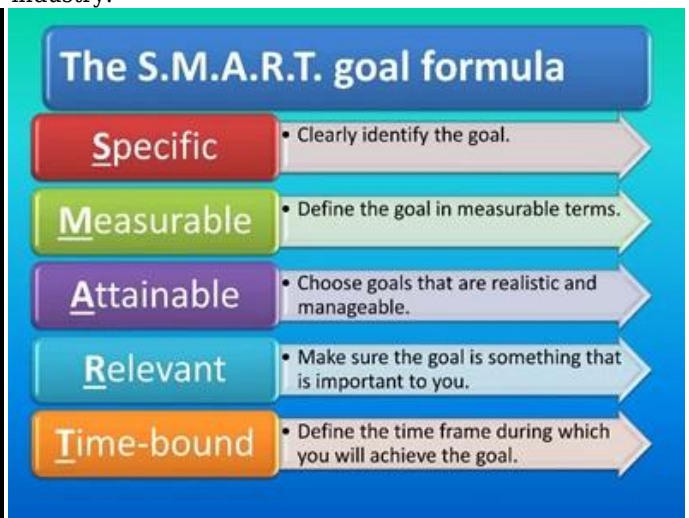 industry.
The S.M.A.R.T. goal formula
Specific
• Clearly identify the goal.
Measurable
• Define the goal in measurable terms.
Attainable
• Choose goals that are realistic and
manageable.
Relevant
• Make sure the goal is something that
is important to you.
Time-bound
• Define the time frame during which
you will achieve the goal.